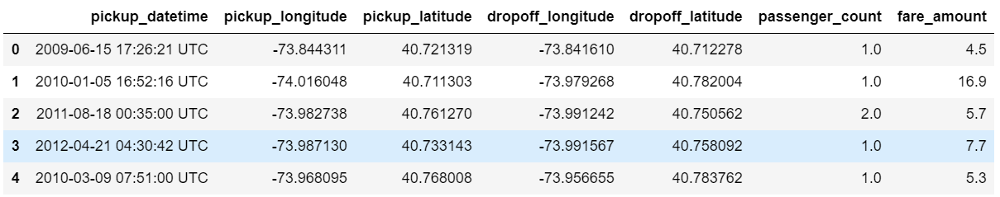 pickup_datetime pickup_longitude pickup_latitude dropoff_longitude dropoff_latitude passenger_count fare_amount
0 2009-06-15 17:26:21 UTC -73.844311 40.721319 -73.841610 40.712278 1.0 4.5
1 2010-01-05 16:52:16 UTC -74.016048 40.711303 -73.979268 40.782004 1.0 16.9
2 2011-08-18 00:35:00 UTC -73.982738 40.761270 -73.991242 40.750562 2.0 5.7
3 2012-04-21 04:30:42 UTC -73.987130 40.733143 -73.991567 40.758092 1.0 7.7
4 2010-03-09 07:51:00 UTC -73.968095 40.768008 -73.956655 40.783762 1.0 5.3